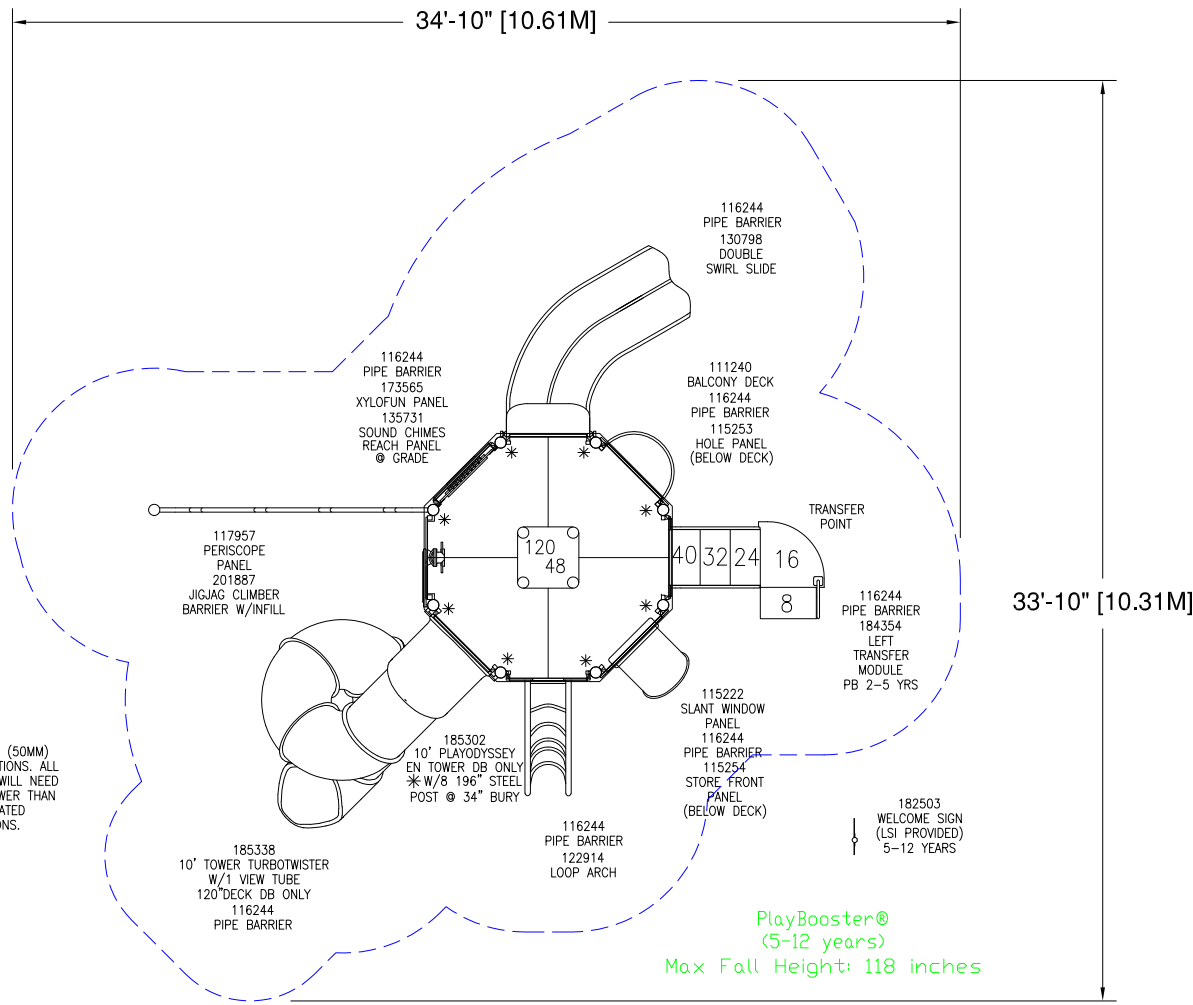 34'-10" [10.61M]
116244
PIPE BARRIER
130798
DOUBLE
SWIRL SLIDE
116244
PIPE BARRIER
173565
XYLOFUN PANEL
135731
SOUND CHIMES
REACH PANEL
@ GRADE
111240
BALCONY DECK
116244
PIPE BARRIER
115253
HOLE PANEL
(BELOW DECK)
TRANSFER
POINT
120
48
40 32 24 16
8
117957
PERISCOPE
PANEL
201887
JIGJAG CLIMBER
BARRIER W/INFILL
33'-10" [10.31M]
116244
PIPE BARRIER
184354
LEFT
TRANSFER
MODULE
PB 2-5 YRS
115222
SLANT WINDOW
PANEL
116244
PIPE BARRIER
115254
STORE FRONT
PANEL
(BELOW DECK)
185302
10' PLAYODYSSEY
EN TOWER DB ONLY
W/8 196" STEEL
POST @ 34" BURY
(50MM)
TIONS. ALL
WILL NEED
WER THAN
ATED
ONS.
182503
WELCOME SIGN
(LSI PROVIDED)
5-12 YEARS
116244
PIPE BARRIER
122914
LOOP ARCH
185338
10' TOWER TURBOTWISTER
W/1 VIEW TUBE
120"DECK DB ONLY
116244
PIPE BARRIER
PlayBooster®
(5-12 years)
Max Fall Height: 118 inches